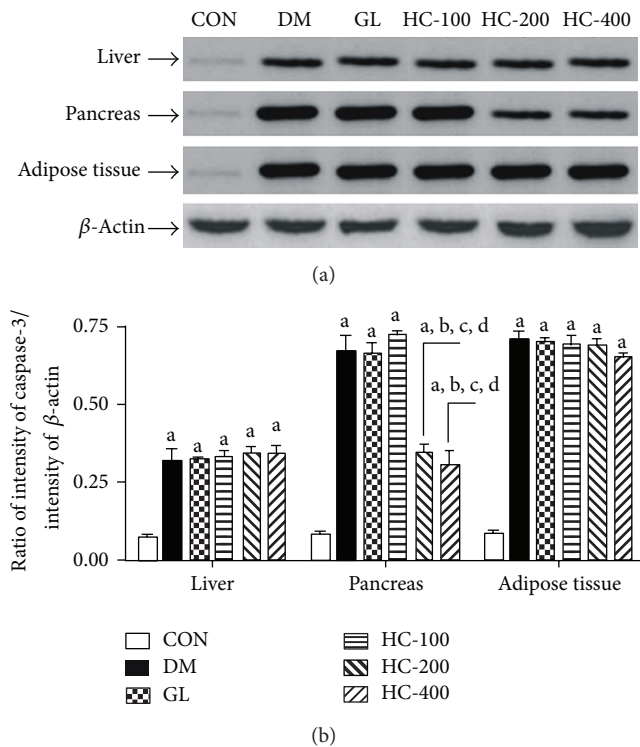 CON DM GL HC-100 HC-200 HC-400
Liver
Pancreas
Adipose tissue
β-Actin
(a)
Ratio of intensity of caspase-3/
intensity of β-actin
0.75
0.50
0.25
0.00
a a a a a
a a a a, b, c, d
a, b, c, d
a a a a a
Liver Pancreas Adipose tissue
CON
DM
GL
HC-100
HC-200
HC-400
(b)